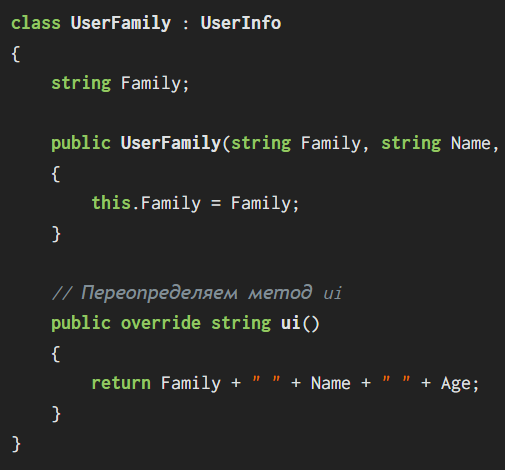 class UserFamily : UserInfo
{
    string Family;

    public UserFamily(string Family, string Name,
    {
        this.Family = Family;
    }

    // Переопределяем метод ui
    public override string ui()
    {
        return Family + " " + Name + " " + Age;
    }
}